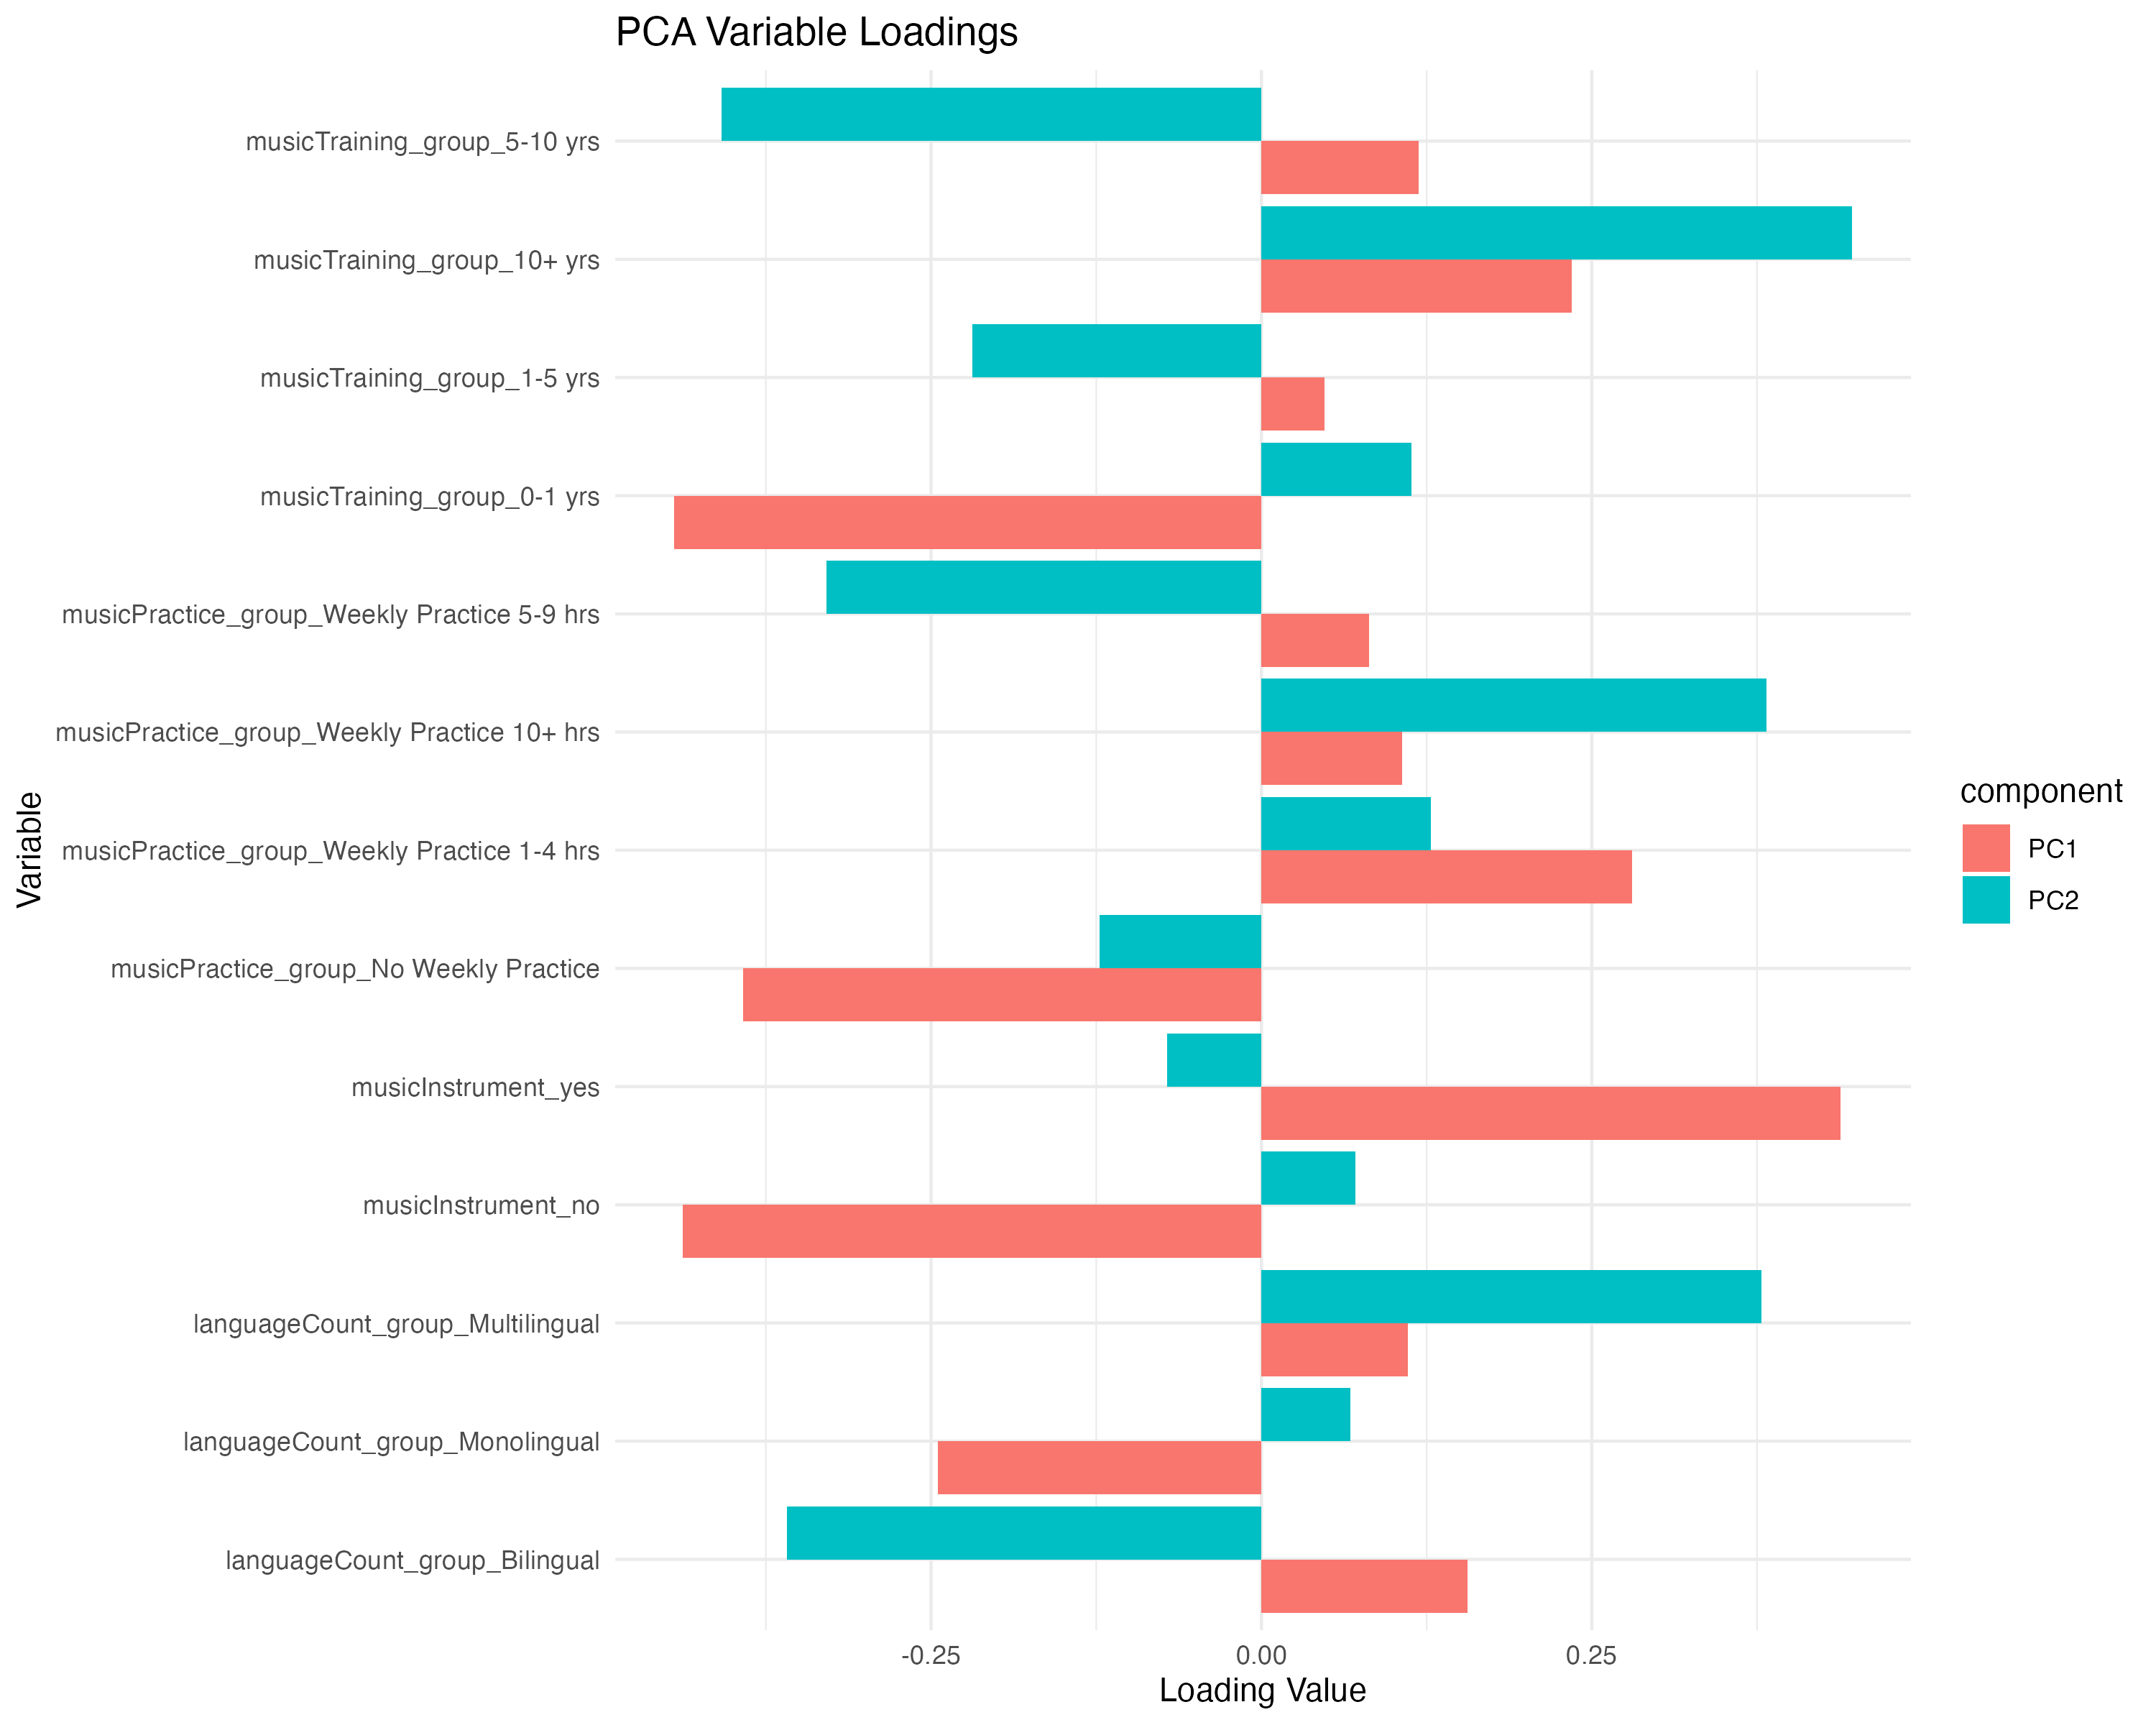 PCA Variable Loadings
musicTraining_group_5-10 yrs
musicTraining_group_10+ yrs
musicTraining_group_1-5 yrs
musicTraining_group_0-1 yrs
musicPractice_group_Weekly Practice 5-9 hrs
musicPractice_group_Weekly Practice 10+ hrs
musicPractice_group_Weekly Practice 1-4 hrs
musicPractice_group_No Weekly Practice
musicInstrument_yes
musicInstrument_no
languageCount_group_Multilingual
languageCount_group_Monolingual
languageCount_group_Bilingual
Variable
-0.25 0.00 0.25
Loading Value
component
PC1
PC2